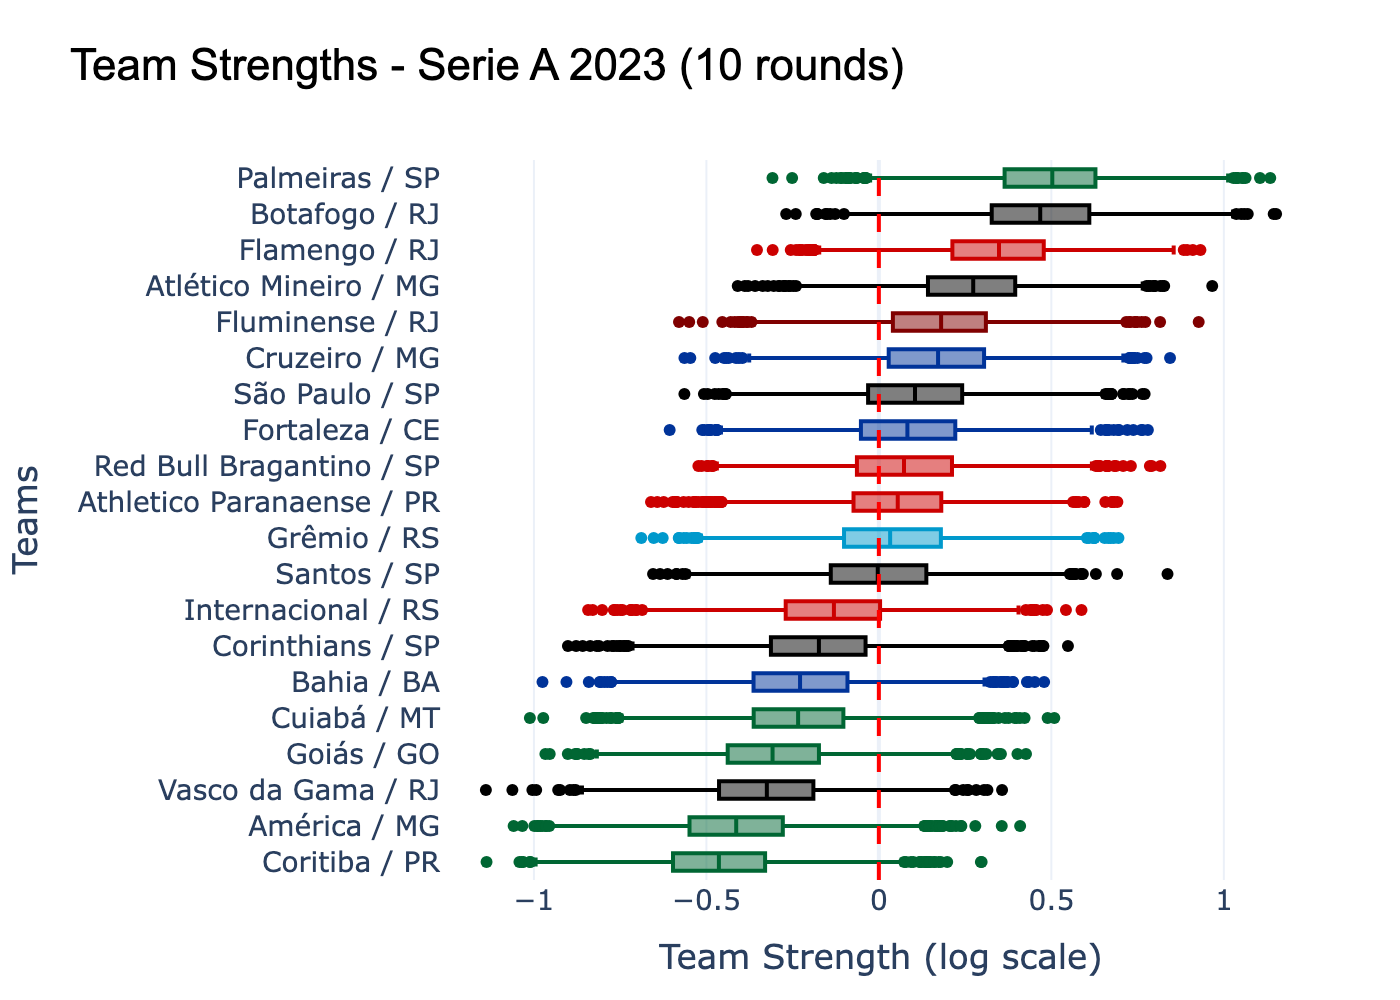 Team Strengths - Serie A 2023 (10 rounds)
Teams
Palmeiras / SP
Botafogo / RJ
Flamengo / RJ
Atlético Mineiro / MG
Fluminense / RJ
Cruzeiro / MG
São Paulo / SP
Fortaleza / CE
Red Bull Bragantino / SP
Athletico Paranaense / PR
Grêmio / RS
Santos / SP
Internacional / RS
Corinthians / SP
Bahia / BA
Cuiabá / MT
Goiás / GO
Vasco da Gama / RJ
América / MG
Coritiba / PR
−1 −0.5 0 0.5 1
Team Strength (log scale)